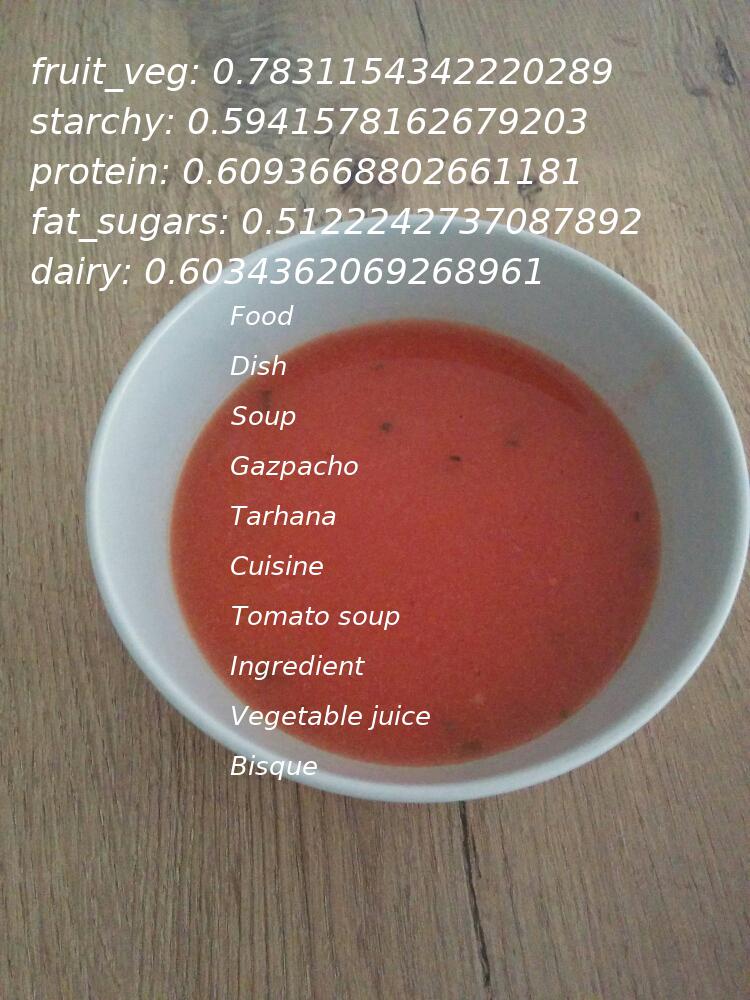 fruit_veg: 0.7831154342220289
starchy: 0.5941578162679203
protein: 0.6093668802661181
fat_sugars: 0.5122242737087892
dairy: 0.6034362069268961
Food
Dish
Soup
Gazpacho
Tarhana
Cuisine
Tomato soup
Ingredient
Vegetable juice
Bisque